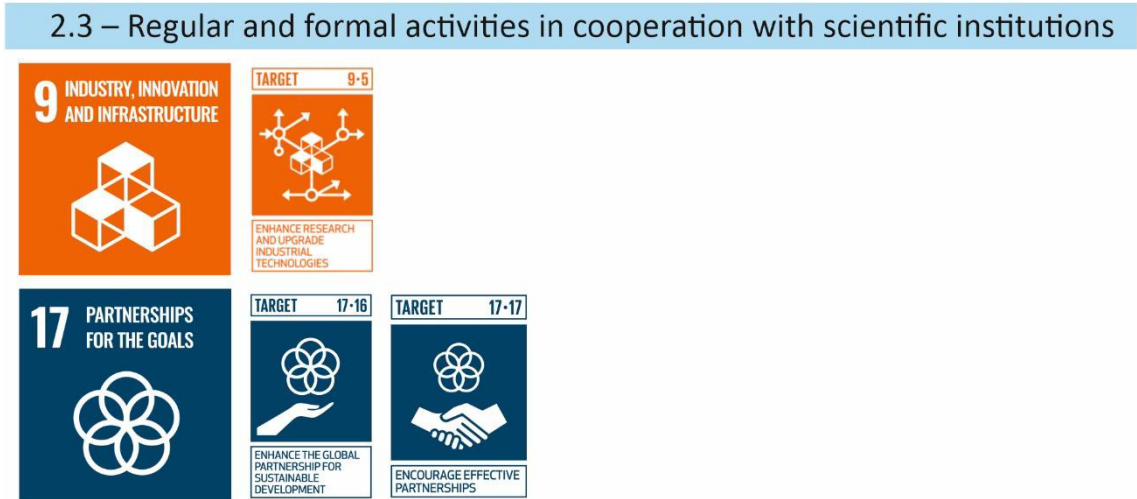 2.3 – Regular and formal activities in cooperation with scientific institutions
9 INDUSTRY, INNOVATION
AND INFRASTRUCTURE
TARGET 9·5
ENHANCE RESEARCH
AND UPGRADE
INDUSTRIAL
TECHNOLOGIES
17 PARTNERSHIPS
FOR THE GOALS
TARGET 17·16
ENHANCE THE GLOBAL
PARTNERSHIP FOR
SUSTAINABLE
DEVELOPMENT
TARGET 17·17
ENCOURAGE EFFECTIVE
PARTNERSHIPS